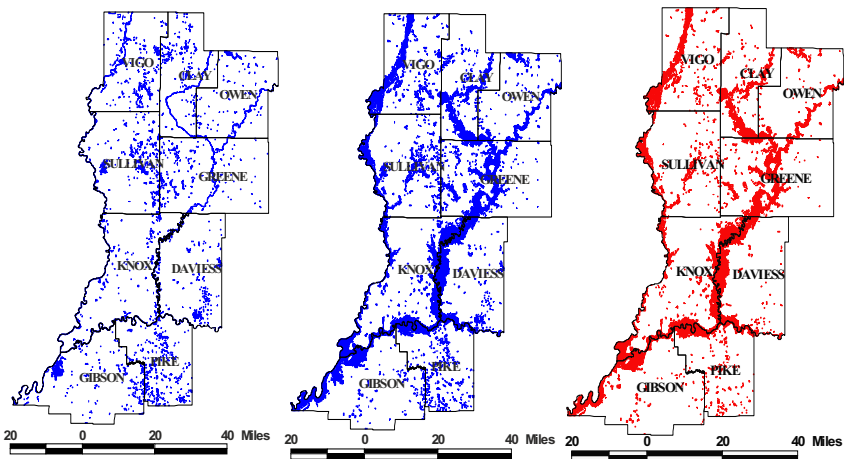 VIGO
CLAY
OWEN
SULLIVAN
GREENE
KNOX
DAVIESS
GIBSON
PIKE
20 0 20 40 Miles
VIGO
CLAY
OWEN
SULLIVAN
GREENE
KNOX
DAVIESS
GIBSON
PIKE
20 0 20 40 Miles
VIGO
CLAY
OWEN
SULLIVAN
GREENE
KNOX
DAVIESS
GIBSON
PIKE
20 0 20 40 Miles